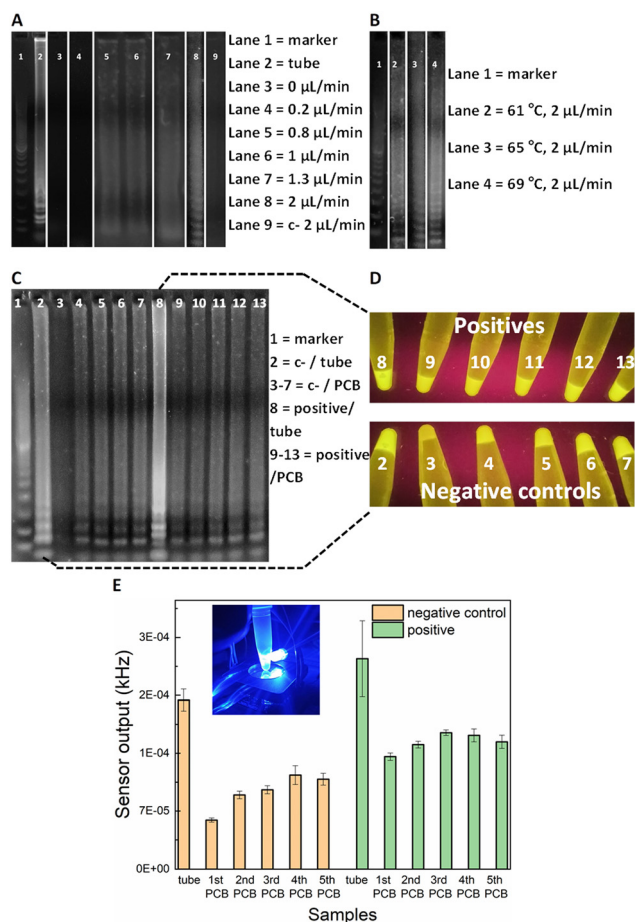 A
1 2 3 4 5 6 7 8 9
Lane 1 = marker
Lane 2 = tube
Lane 3 = 0 µL/min
Lane 4 = 0.2 µL/min
Lane 5 = 0.8 µL/min
Lane 6 = 1 µL/min
Lane 7 = 1.3 µL/min
Lane 8 = 2 µL/min
Lane 9 = c- 2 µL/min
B
1 2 3 4
Lane 1 = marker
Lane 2 = 61 °C, 2 µL/min
Lane 3 = 65 °C, 2 µL/min
Lane 4 = 69 °C, 2 µL/min
C
1 2 3 4 5 6 7 8 9 10 11 12 13
1 = marker
2 = c- / tube
3-7 = c- / PCB
8 = positive/
tube
9-13 = positive
/PCB
D
Positives
8 9 10 11 12 13
2 3 4 5 6 7
Negative controls
E
negative control
positive
Sensor output (kHz)
3E-04
2E-04
1E-04
7E-05
0E+00
tube 1st PCB 2nd PCB 3rd PCB 4th PCB 5th PCB tube 1st PCB 2nd PCB 3rd PCB 4th PCB 5th PCB
Samples